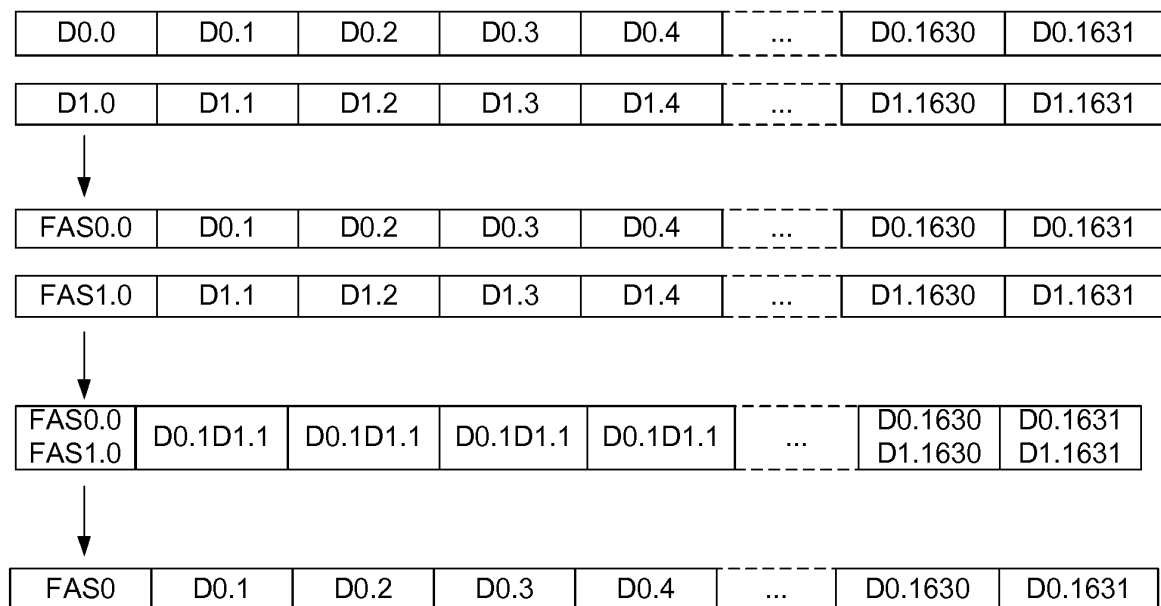 D0.0 D0.1 D0.2 D0.3 D0.4 ... D0.1630 D0.1631
D1.0 D1.1 D1.2 D1.3 D1.4 ... D1.1630 D1.1631
FAS0.0 D0.1 D0.2 D0.3 D0.4 ... D0.1630 D0.1631
FAS1.0 D1.1 D1.2 D1.3 D1.4 ... D1.1630 D1.1631
FAS0.0 D0.1630 D0.1631
D0.1D1.1 D0.1D1.1 D0.1D1.1 D0.1D1.1 ...
FAS1.0 D1.1630 D1.1631
FAS0 D0.1 D0.2 D0.3 D0.4 ... D0.1630 D0.1631